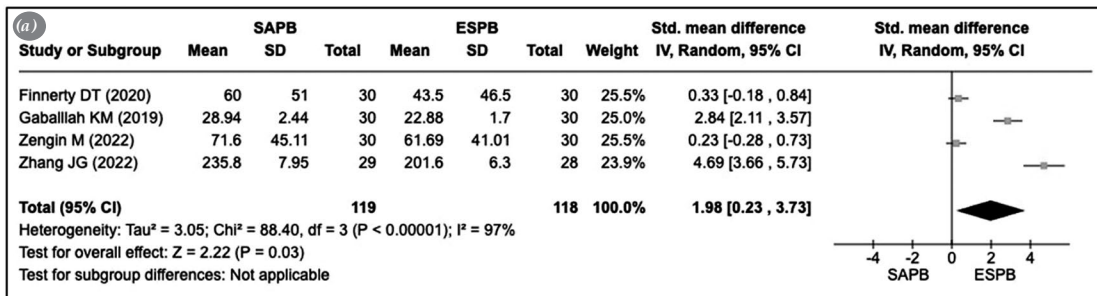 (a)
SAPB ESPB Std. mean difference Std. mean difference
Study or Subgroup Mean SD Total Mean SD Total Weight IV, Random, 95% CI IV, Random, 95% CI
Finnerty DT (2020) 60 51 30 43.5 46.5 30 25.5% 0.33 [-0.18 , 0.84]
Gaballlah KM (2019) 28.94 2.44 30 22.88 1.7 30 25.0% 2.84 [2.11 , 3.57]
Zengin M (2022) 71.6 45.11 30 61.69 41.01 30 25.5% 0.23 [-0.28 , 0.73]
Zhang JG (2022) 235.8 7.95 29 201.6 6.3 28 23.9% 4.69 [3.66 , 5.73]
Total (95% CI) 119 118 100.0% 1.98 [0.23 , 3.73]
Heterogeneity: Tau² = 3.05; Chi² = 88.40, df = 3 (P < 0.00001); I² = 97%
Test for overall effect: Z = 2.22 (P = 0.03)
Test for subgroup differences: Not applicable
-4 -2 0 2 4
SAPB ESPB